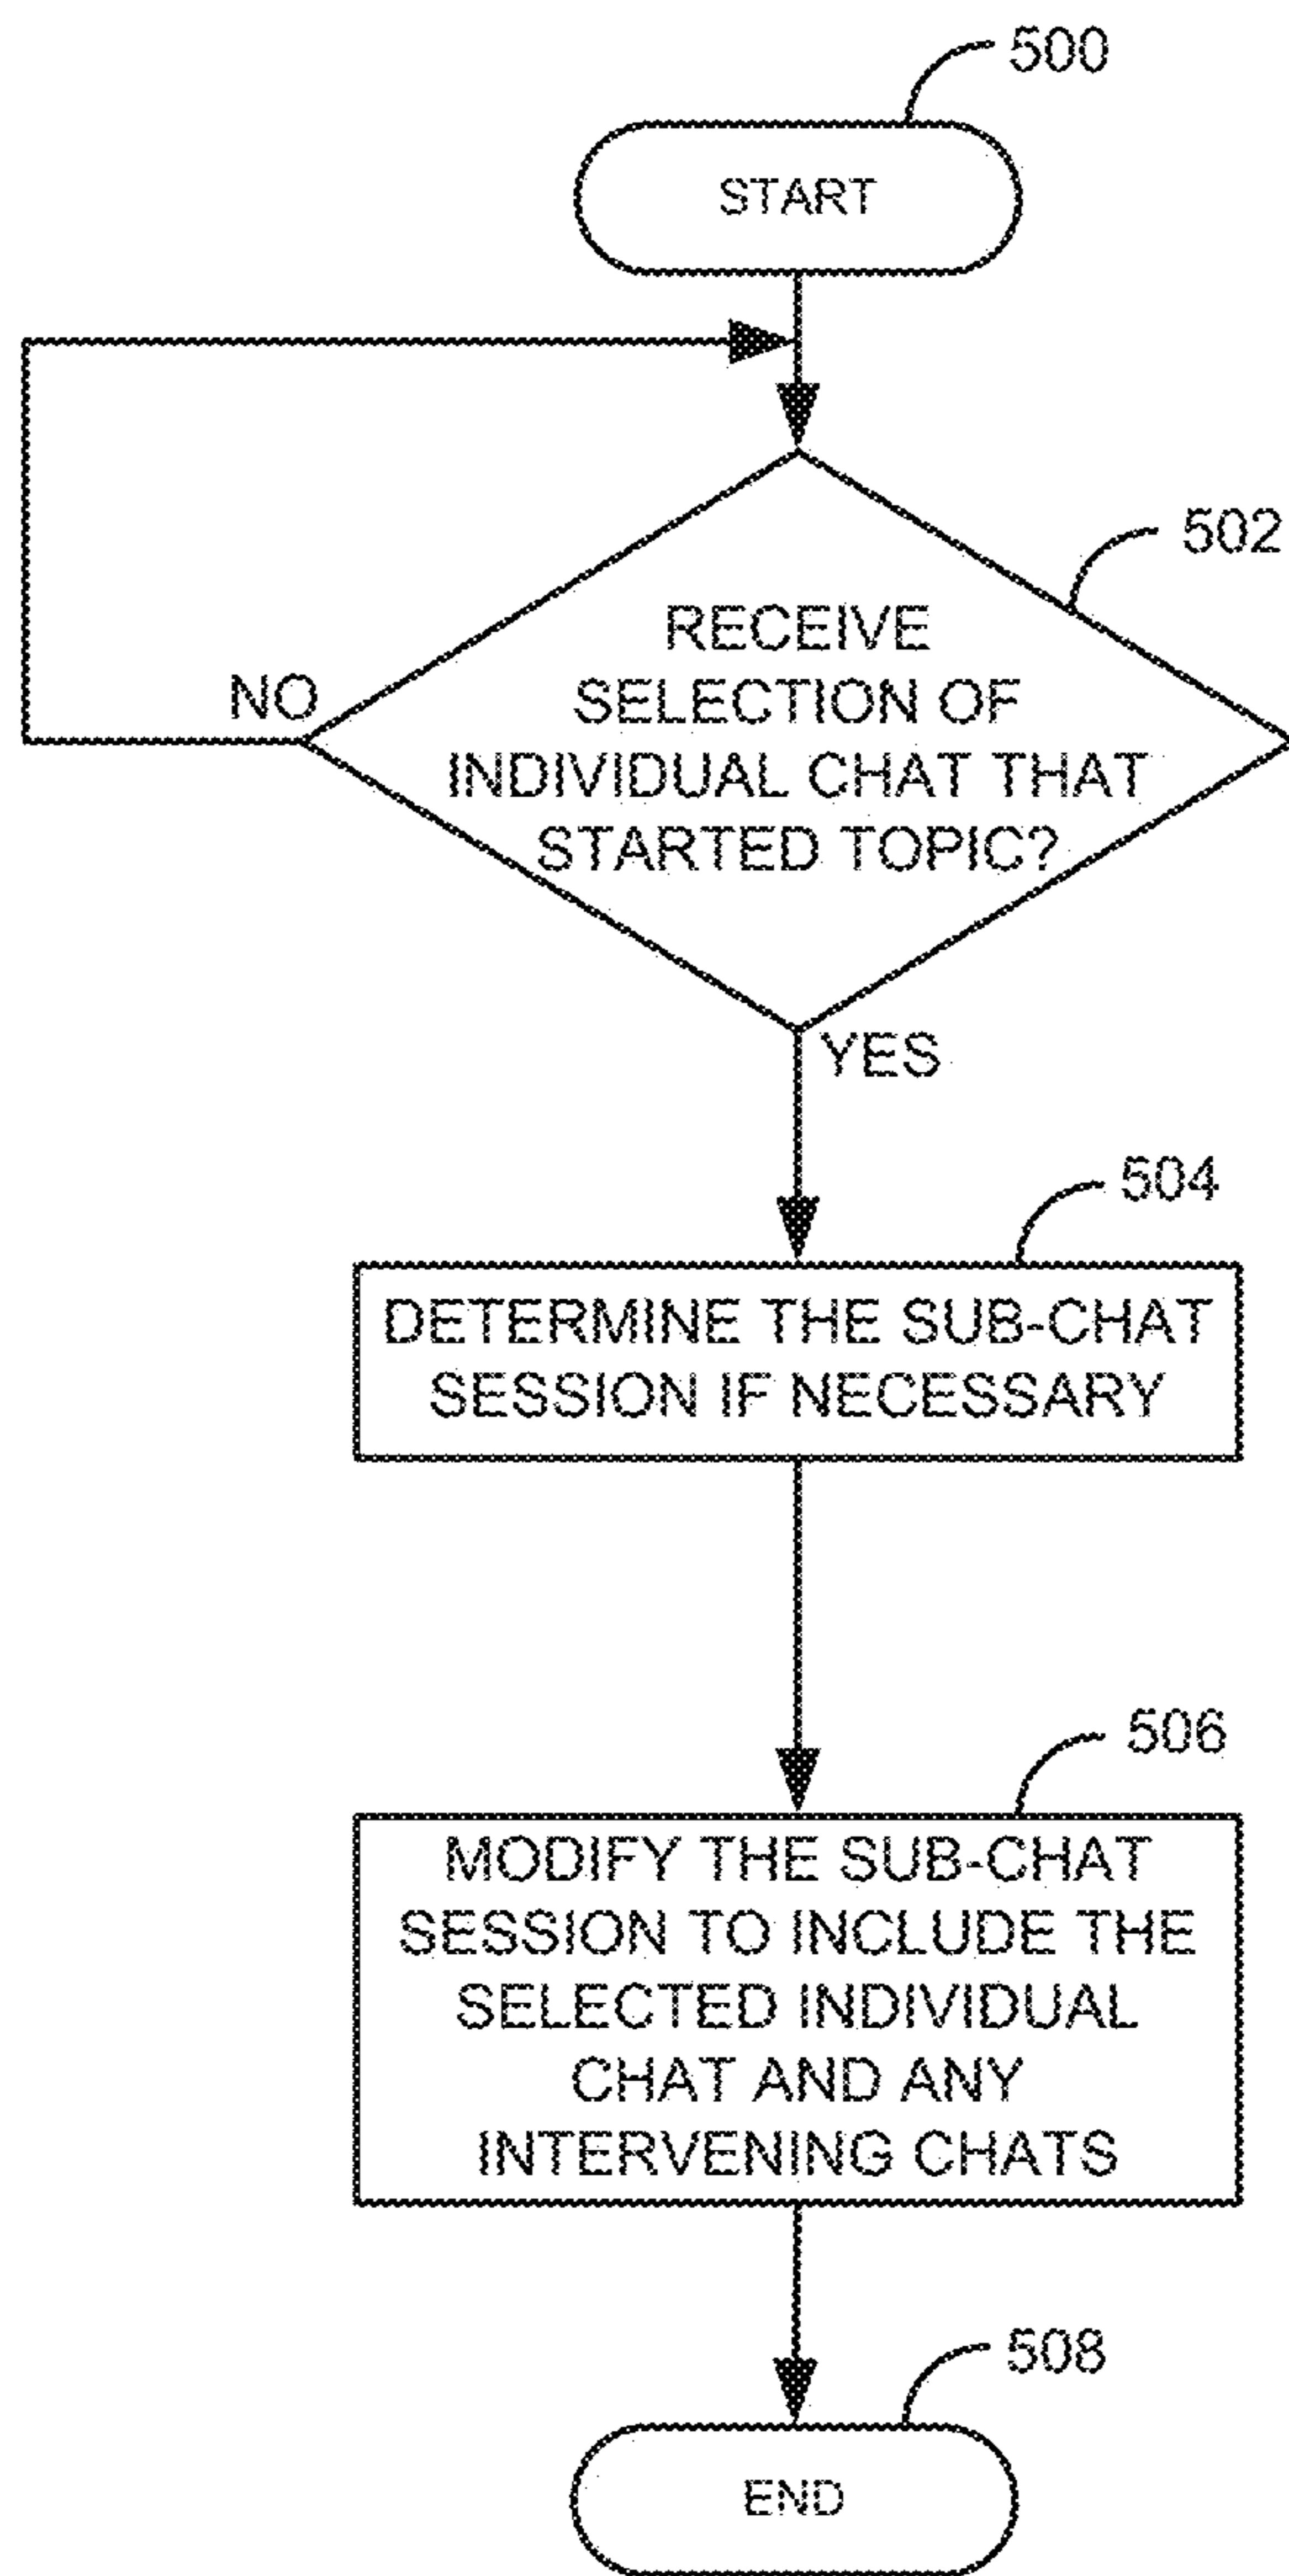 500
START
502
RECEIVE
SELECTION OF
INDIVIDUAL CHAT THAT
STARTED TOPIC?
NO
YES
504
DETERMINE THE SUB-CHAT
SESSION IF NECESSARY
506
MODIFY THE SUB-CHAT
SESSION TO INCLUDE THE
SELECTED INDIVIDUAL
CHAT AND ANY
INTERVENING CHATS
508
END